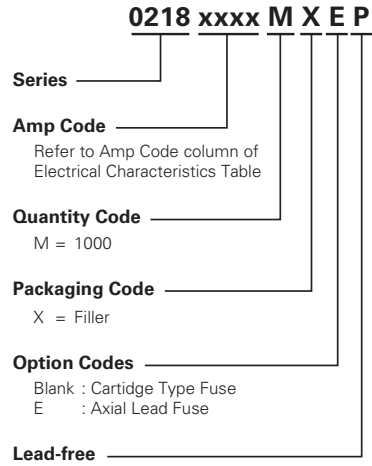 0218 xxxx M X E P
Series
Amp Code
Refer to Amp Code column of
Electrical Characteristics Table
Quantity Code
M = 1000
Packaging Code
X = Filler
Option Codes
Blank : Cartidge Type Fuse
E : Axial Lead Fuse
Lead-free